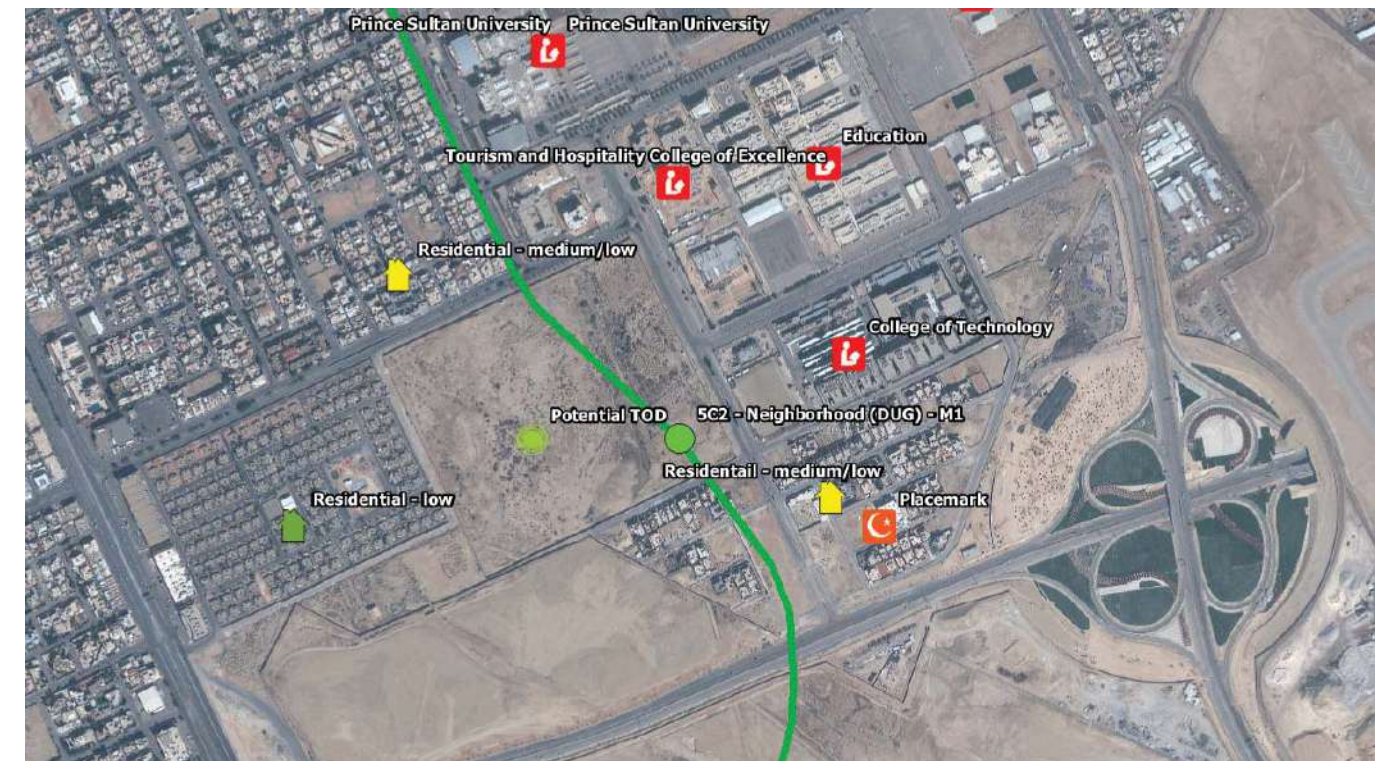 Prince Sultan University
Prince Sultan University
Education
Tourism and Hospitality College of Excellence
Residential - medium/low
College of Technology
Potential TOD
5C2 - Neighborhood (DUG) - M1
Residentail - medium/low
Residential - low
Placemark